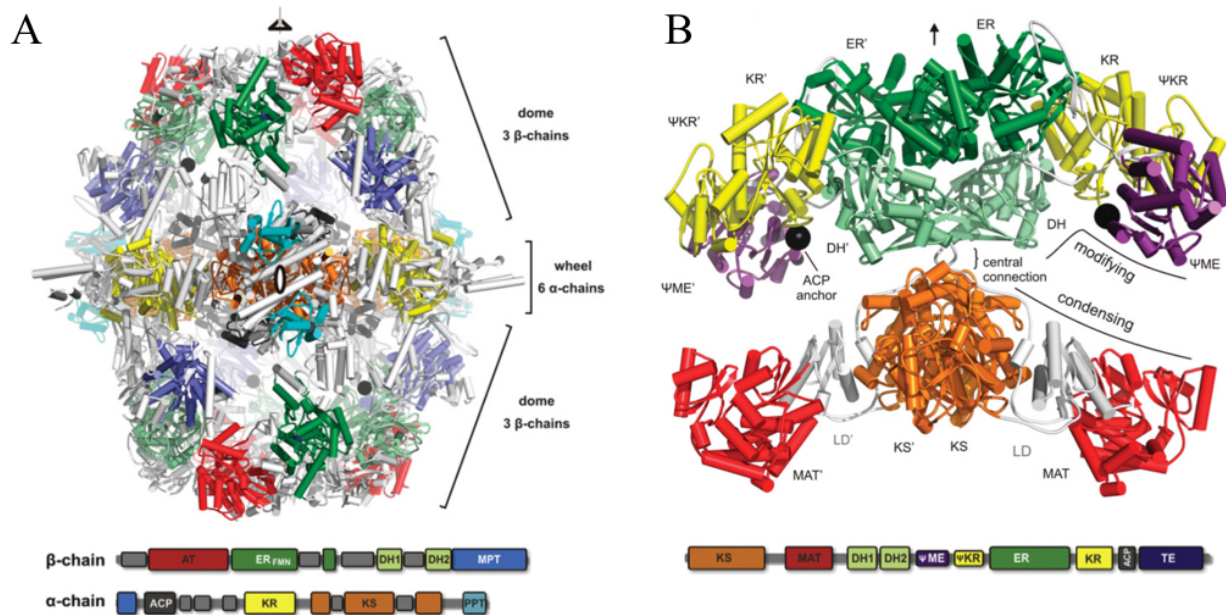 A
dome
3 β-chains
wheel
6 α-chains
dome
3 β-chains
β-chain AT ER FMN DH1 DH2 MPT
α-chain ACP KR KS PPT
B
ER' ER
KR' KR
ΨKR' ΨKR
DH' DH
ΨME' ΨME
ACP
anchor
central
connection
modifying
condensing
LD' KS' KS LD
MAT' MAT
KS MAT DH1 DH2 ΨME ΨKR ER KR ACP TE